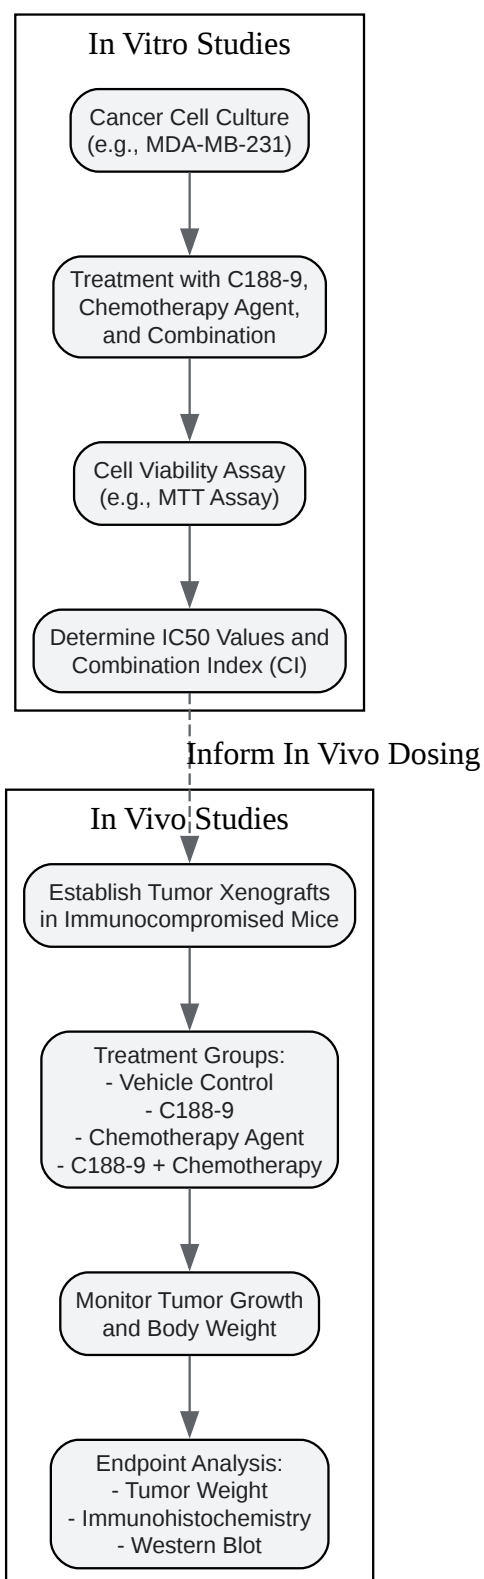 In Vitro Studies
Cancer Cell Culture
(e.g., MDA-MB-231)
Treatment with C188-9,
Chemotherapy Agent,
and Combination
Cell Viability Assay
(e.g., MTT Assay)
Determine IC50 Values and
Combination Index (CI)
Inform In Vivo Dosing
In Vivo Studies
Establish Tumor Xenografts
in Immunocompromised Mice
Treatment Groups:
- Vehicle Control
- C188-9
- Chemotherapy Agent
- C188-9 + Chemotherapy
Monitor Tumor Growth
and Body Weight
Endpoint Analysis:
- Tumor Weight
- Immunohistochemistry
- Western Blot